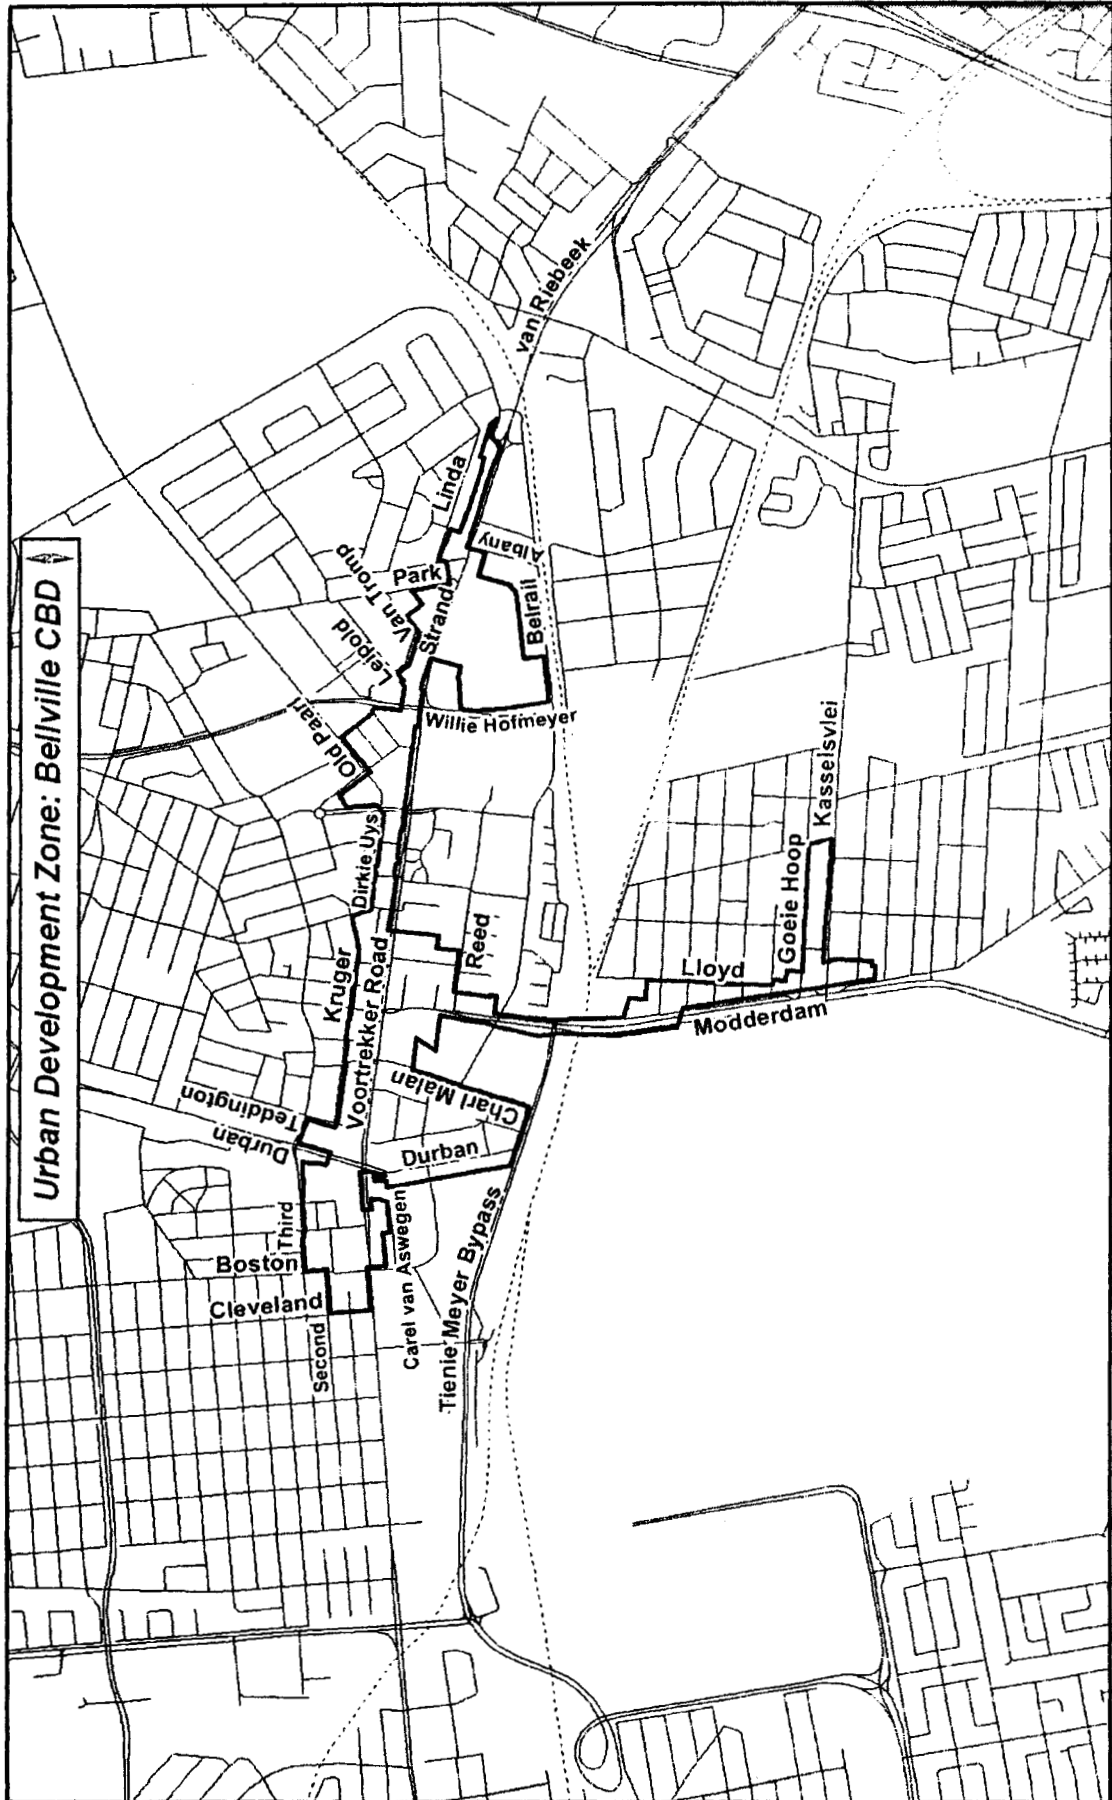 Urban Development Zone: Bellville CBD
van Riebeek
Linda
Albany
Park
Van Tromp
Strand
Belrail
Leipold
Old Paarl
Willie Hofmeyer
Dirkie Uys
Kasselsvlei
Goeie Hoop
Reed
Lloyd
Kruger
Voortrekker Road
Modderdam
Charl Malan
Teddington
Durban
Durban
Third
Boston
Cleveland
Second
Carel van Aswegen
Tienie Meyer Bypass